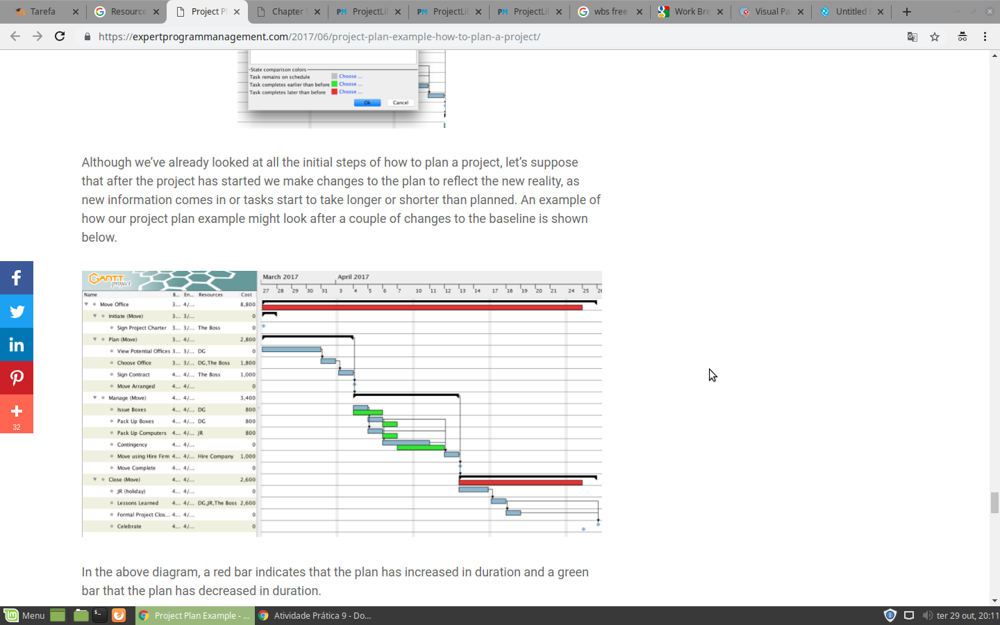 Tarefa
Resource
Project Pl
Chapter
ProjectLi
ProjectLi
ProjectLi
wbs free
Work Bre
Visual Pa
Untitled
https://expertprogrammanagement.com/2017/06/project-plan-example-how-to-plan-a-project/
State comparison colors
Task remains on schedule Choose ...
Task completes earlier than before Choose ...
Task completes later than before Choose ...
Ok Cancel
Although we’ve already looked at all the initial steps of how to plan a project, let’s suppose
that after the project has started we make changes to the plan to reflect the new reality, as
new information comes in or tasks start to take longer or shorter than planned. An example of
how our project plan example might look after a couple of changes to the baseline is shown
below.
32
GANTT project
March 2017 April 2017
27 28 29 30 31 3 4 5 6 7 10 11 12 13 14 17 18 19 20 21 24 25 26
Name B... En... Resources Cost
Move Office 3... 4/... 8,800
Initiate (Move) 3... 3/... 0
Sign Project Charter 3... 3/... The Boss 0
Plan (Move) 3... 4/... 2,800
View Potential Offices 3... 3/... DG 0
Choose Office 3... 3/... DG,The Boss 1,800
Sign Contract 4... 4/... The Boss 1,000
Move Arranged 4... 4/... 0
Manage (Move) 4... 4/... 3,400
Issue Boxes 4... 4/... DG 800
Pack Up Boxes 4... 4/... DG 800
Pack Up Computers 4... 4/... JR 800
Contingency 4... 4/... 0
Move using Hire Firm 4... 4/... Hire Company 1,000
Move Complete 4... 4/... 0
Close (Move) 4... 4/... 2,600
JR (holiday) 4... 4/... 0
Lessons Learned 4... 4/... DG,JR,The Boss 2,600
Formal Project Clos... 4... 4/... 0
Celebrate 4... 4/... 0
In the above diagram, a red bar indicates that the plan has increased in duration and a green
bar that the plan has decreased in duration.
Menu
Project Plan Example - ...
Atividade Prática 9 - Do...
ter 29 out, 20:11